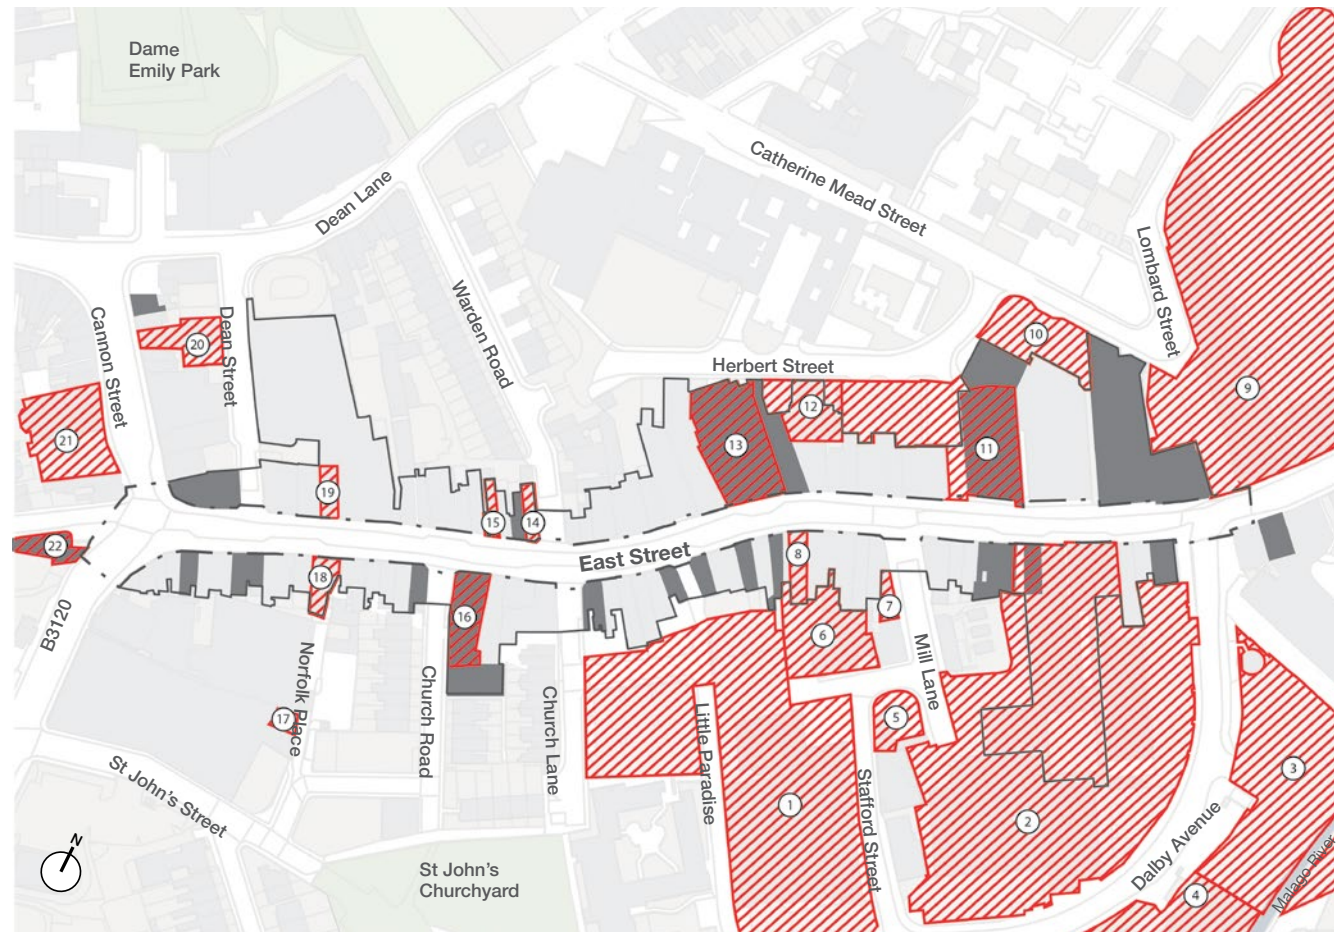 Dame
Emily Park
Dean Lane
Catherine Mead Street
Lombard Street
Warden Road
Cannon Street
Dean Street
Herbert Street
20
10
9
21
12
13
11
19
15
14
22
East Street
8
18
16
7
6
B3120
Norfolk Place
Church Road
Church Lane
Little Paradise
Mill Lane
5
17
St John's Street
Stafford Street
1
2
3
Dalby Avenue
4
Malago River
N
St John's
Churchyard